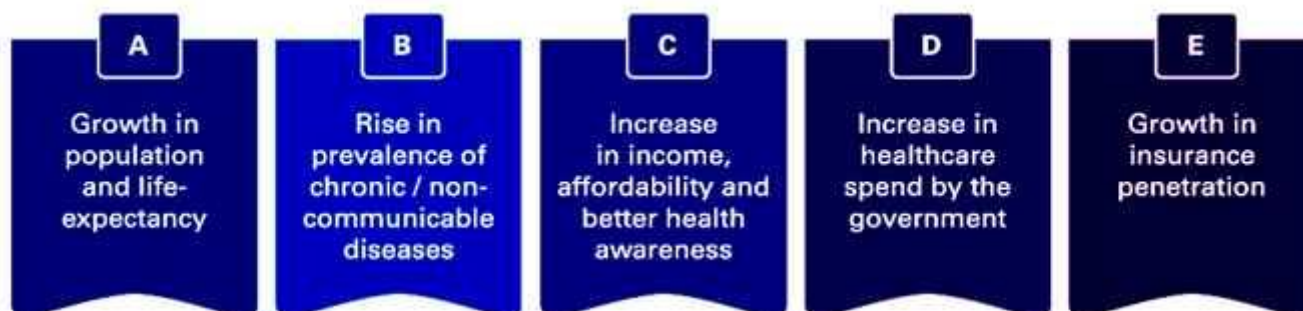 A
Growth in
population
and life-
expectancy
B
Rise in
prevalence of
chronic / non-
communicable
diseases
C
Increase
in income,
affordability and
better health
awareness
D
Increase in
healthcare
spend by the
government
E
Growth in
insurance
penetration